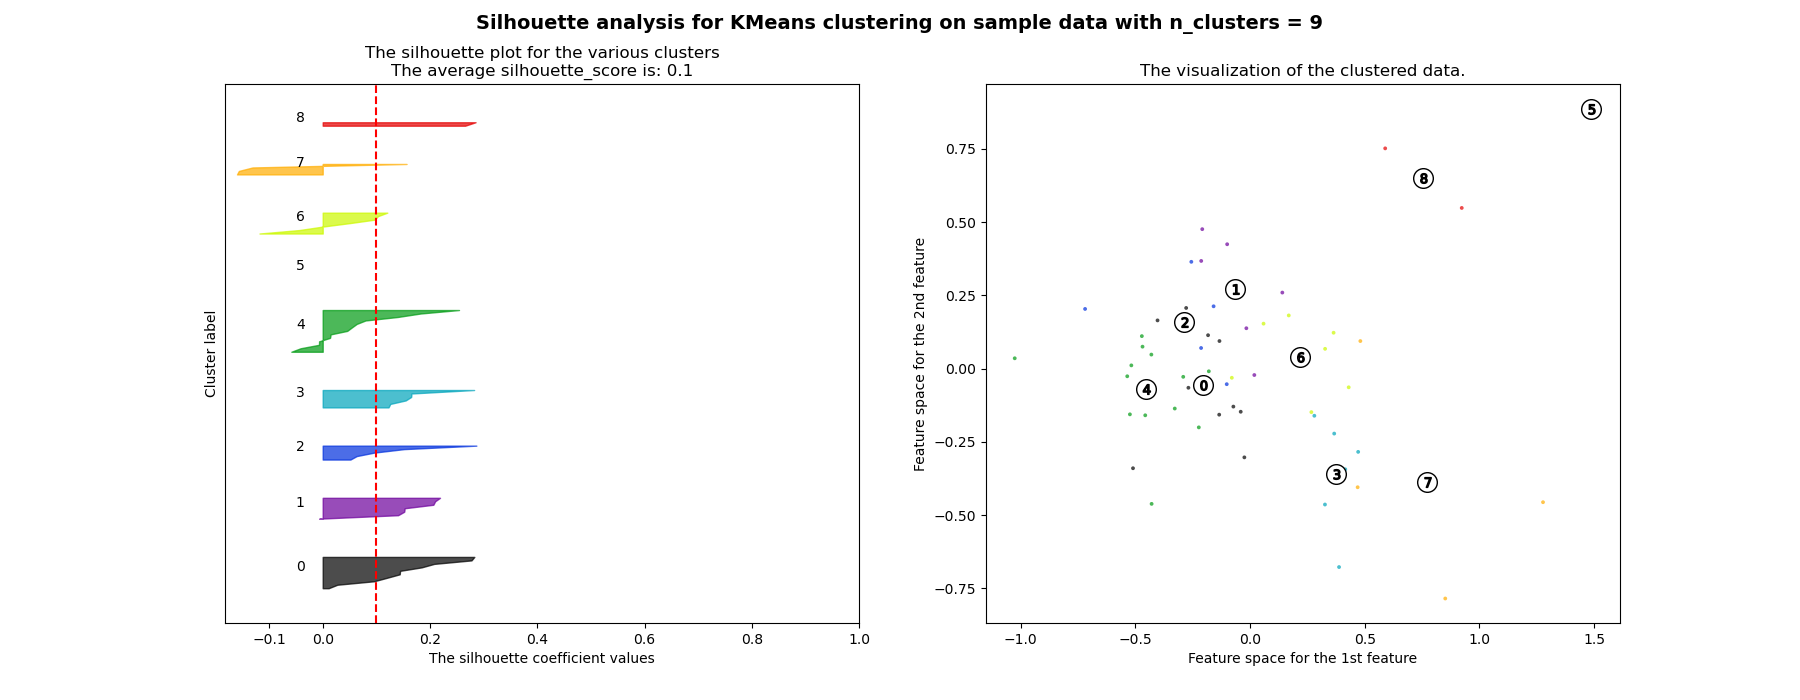 Silhouette analysis for KMeans clustering on sample data with n_clusters = 9
The silhouette plot for the various clusters
The average silhouette_score is: 0.1
Cluster label
8
7
6
5
4
3
2
1
0
−0.1 0.0 0.2 0.4 0.6 0.8 1.0
The silhouette coefficient values
The visualization of the clustered data.
Feature space for the 2nd feature
0.75
0.50
0.25
0.00
−0.25
−0.50
−0.75
5
8
1
2
6
0
4
3
7
−1.0 −0.5 0.0 0.5 1.0 1.5
Feature space for the 1st feature